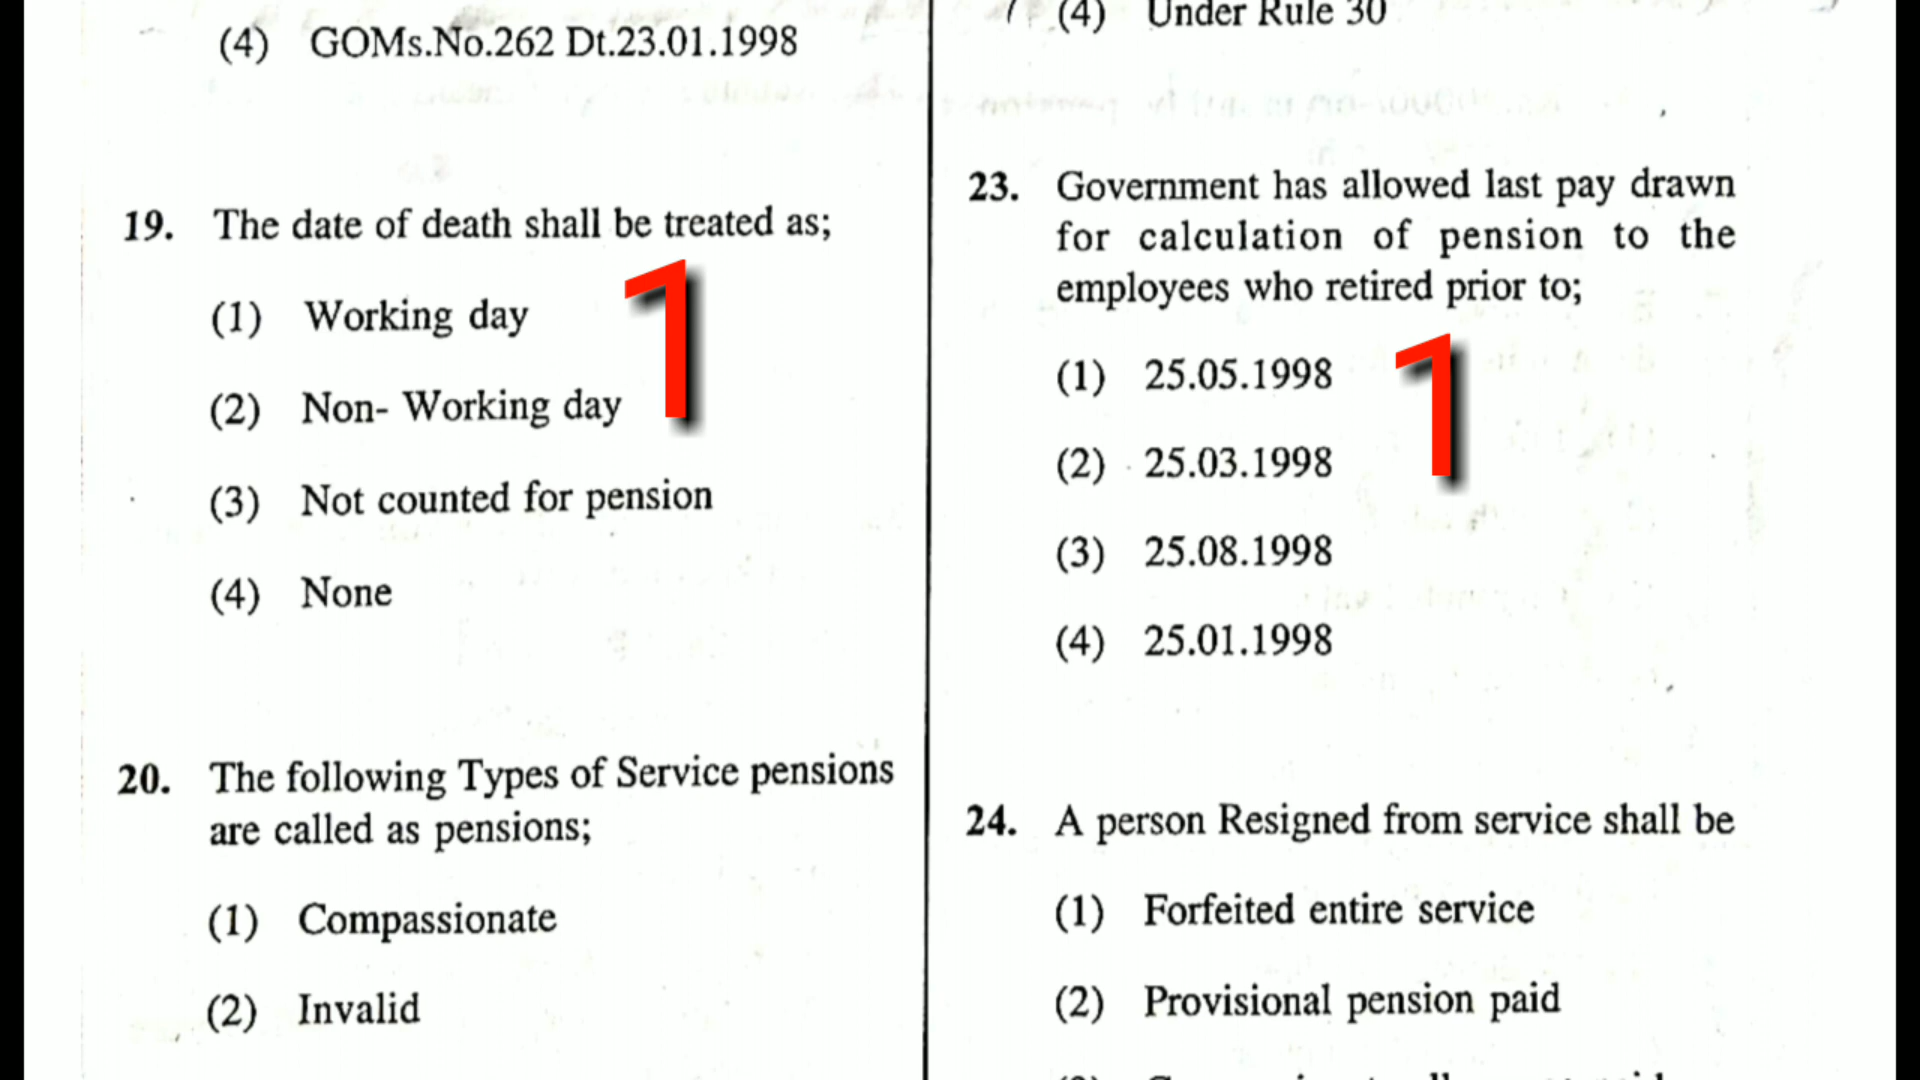 (4) GOMs.No.262 Dt.23.01.1998
19. The date of death shall be treated as;
(1) Working day
(2) Non- Working day
(3) Not counted for pension
(4) None
1
20. The following Types of Service pensions
are called as pensions;
(1) Compassionate
(2) Invalid
(4) Under Rule 30
23. Government has allowed last pay drawn
for calculation of pension to the
employees who retired prior to;
(1) 25.05.1998
(2) 25.03.1998
(3) 25.08.1998
(4) 25.01.1998
1
24. A person Resigned from service shall be
(1) Forfeited entire service
(2) Provisional pension paid